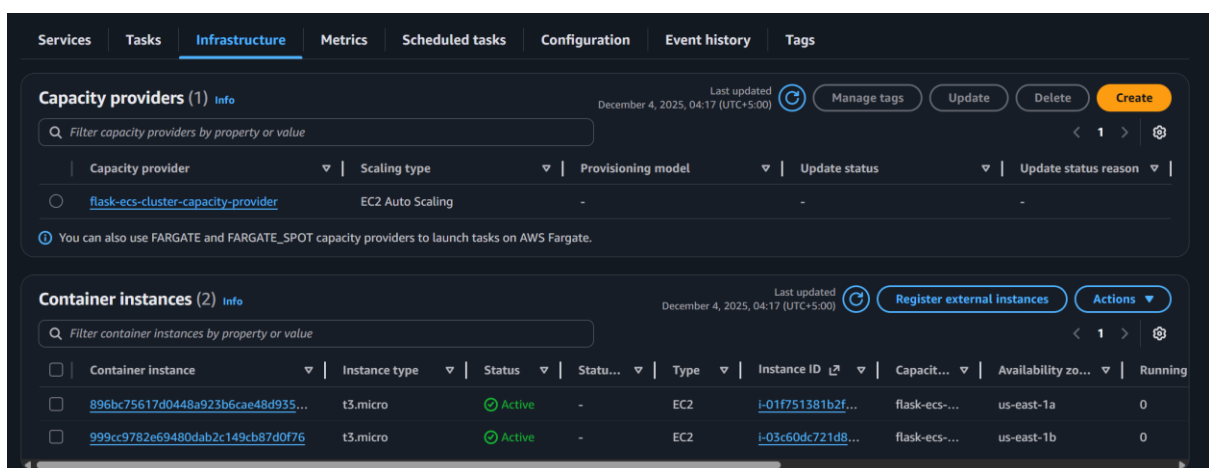 Services Tasks Infrastructure Metrics Scheduled tasks Configuration Event history Tags
Capacity providers (1) Info
Last updated
December 4, 2025, 04:17 (UTC+5:00)
Manage tags Update Delete Create
Filter capacity providers by property or value
1
Capacity provider Scaling type Provisioning model Update status Update status reason
flask-ecs-cluster-capacity-provider EC2 Auto Scaling - - -
You can also use FARGATE and FARGATE_SPOT capacity providers to launch tasks on AWS Fargate.
Container instances (2) Info
Last updated
December 4, 2025, 04:17 (UTC+5:00)
Register external instances Actions
Filter container instances by property or value
1
Container instance Instance type Status Statu... Type Instance ID Capacit... Availability zo... Running
896bc75617d0448a923b6cae48d935... t3.micro Active - EC2 i-01f751381b2f... flask-ecs-... us-east-1a 0
999cc9782e69480dab2c149cb87d0f76 t3.micro Active - EC2 i-03c60dc721d8... flask-ecs-... us-east-1b 0